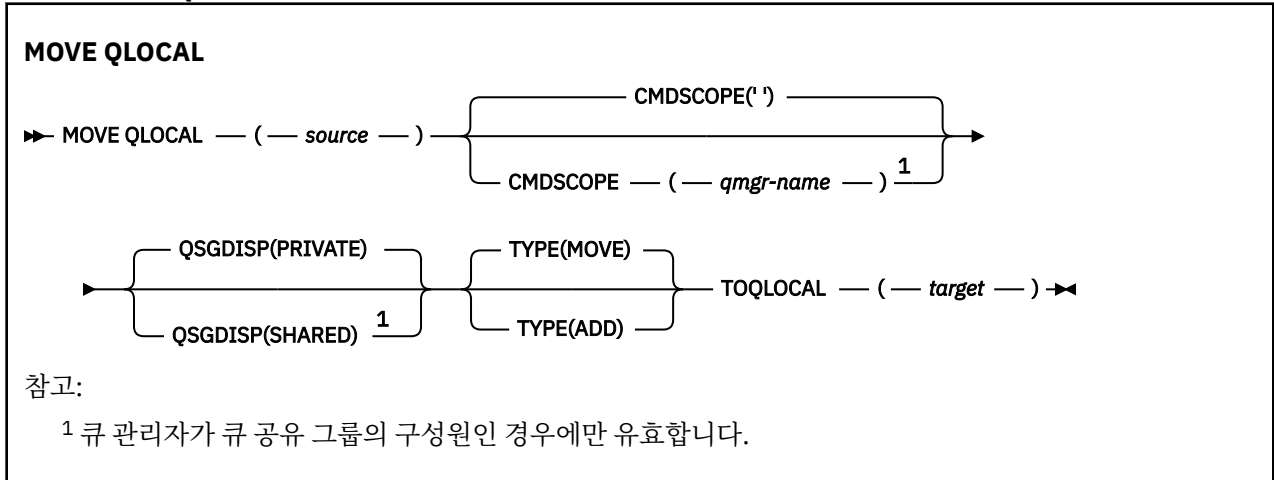 MOVE QLOCAL
CMDSCOPE(' ')
MOVE QLOCAL ( source )
CMDSCOPE ( qmgr-name ) 1
QSGDISP(PRIVATE) TYPE(MOVE)
TOQLOCAL ( target )
QSGDISP(SHARED) 1 TYPE(ADD)
참고:
1 큐 관리자가 큐 공유 그룹의 구성원인 경우에만 유효합니다.